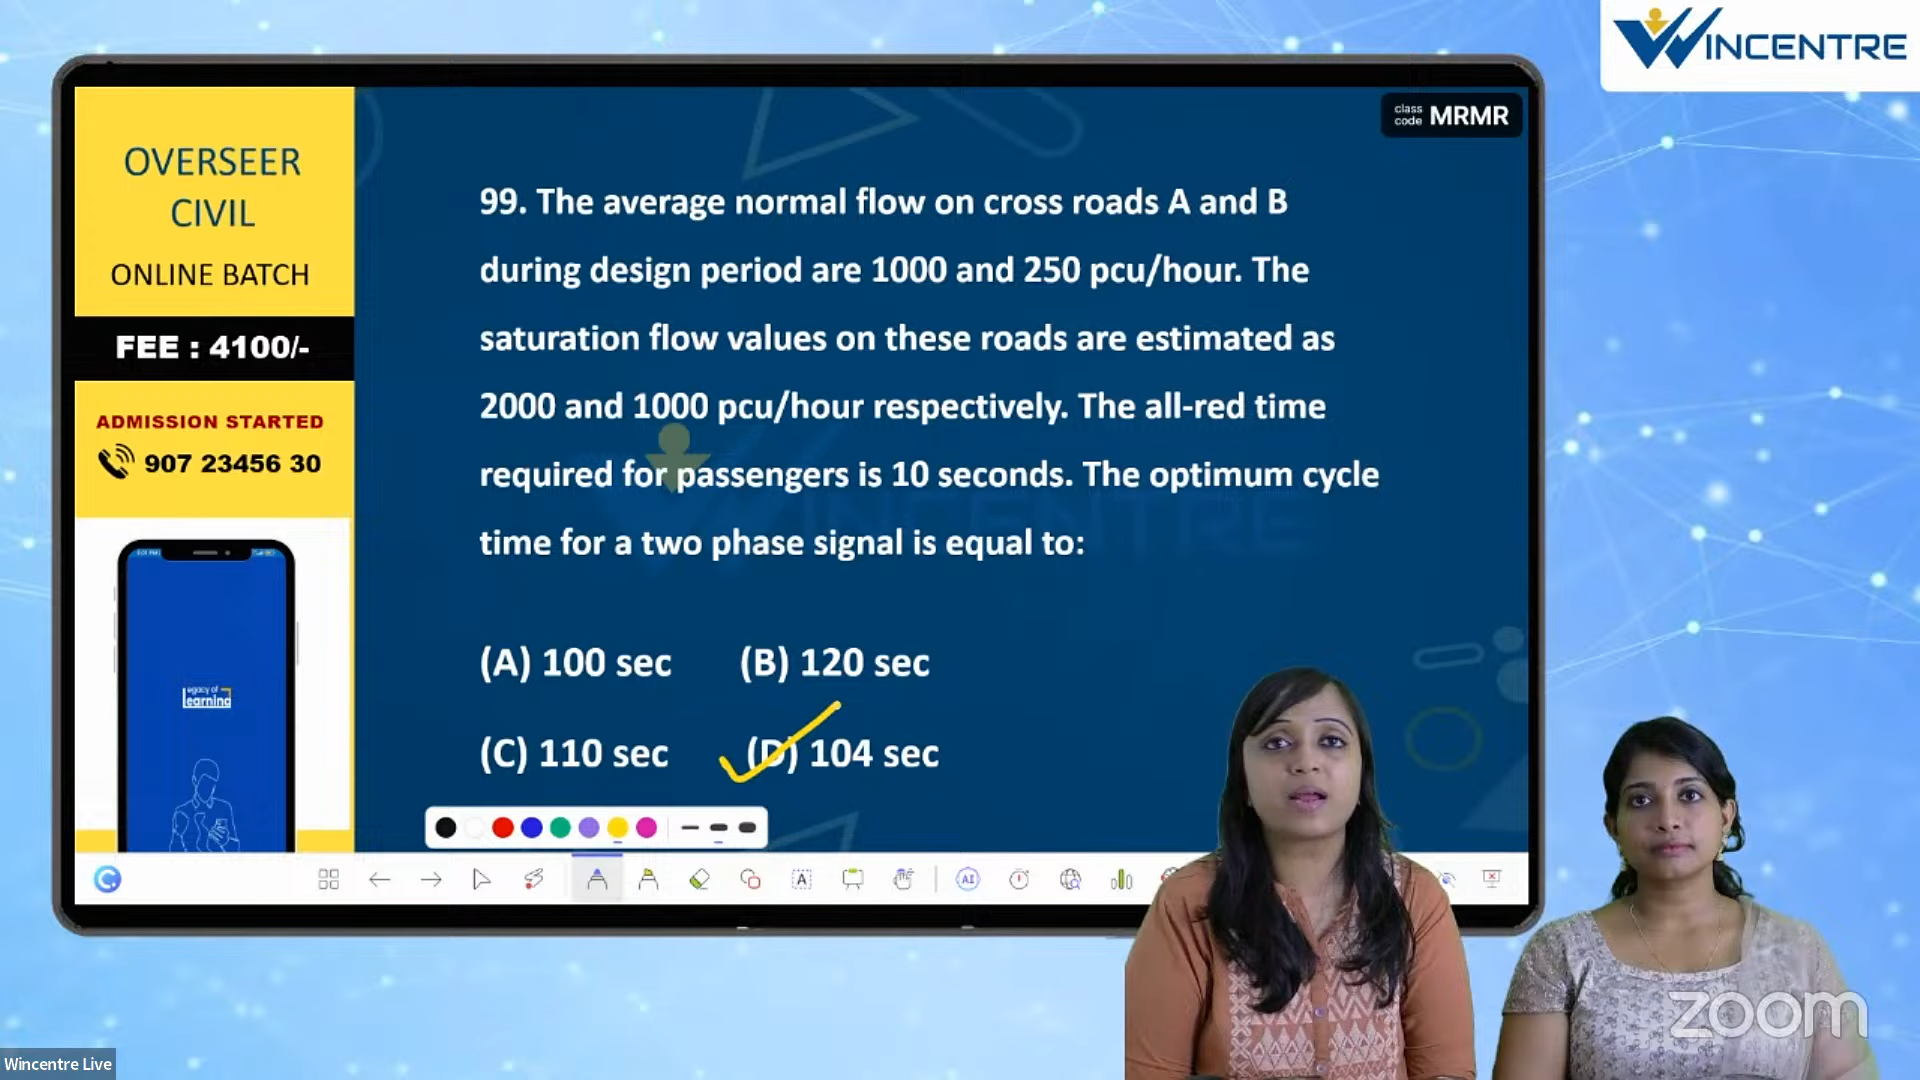 WINCENTRE
class code MRMR
OVERSEER
CIVIL
ONLINE BATCH
FEE : 4100/-
ADMISSION STARTED
907 23456 30
egacy of
learning
99. The average normal flow on cross roads A and B
during design period are 1000 and 250 pcu/hour. The
saturation flow values on these roads are estimated as
2000 and 1000 pcu/hour respectively. The all-red time
required for passengers is 10 seconds. The optimum cycle
time for a two phase signal is equal to:
(A) 100 sec (B) 120 sec
(C) 110 sec (D) 104 sec
WINCENTRE
A
AI
zoom
Wincentre Live